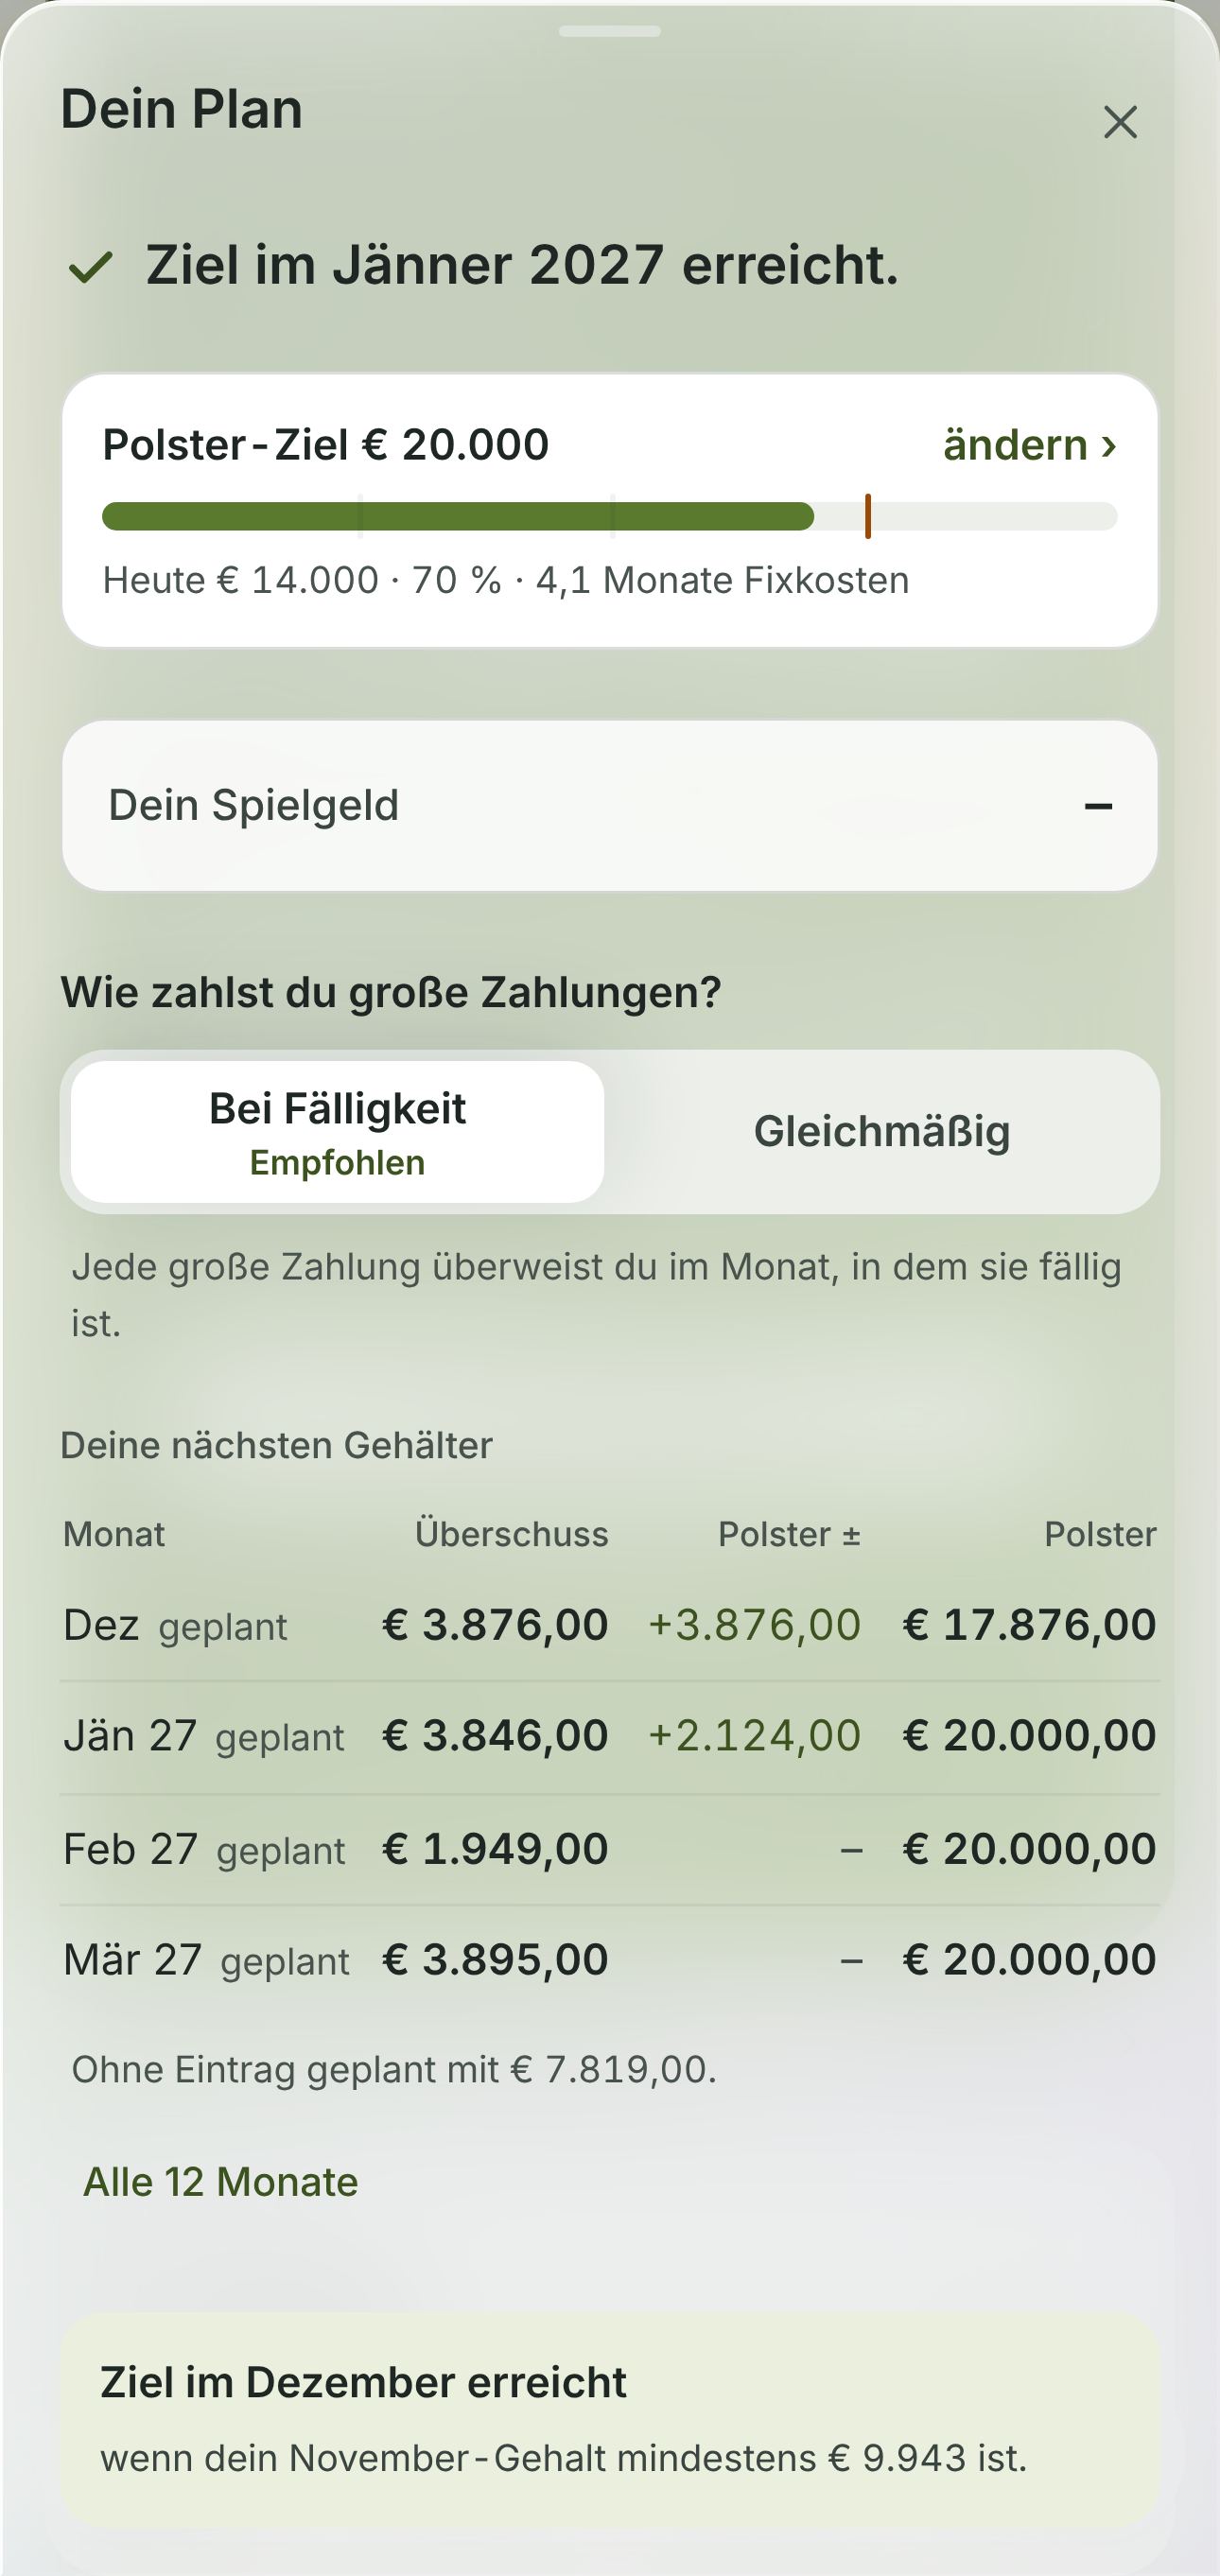 Dein Plan
Ziel im Jänner 2027 erreicht.
Polster-Ziel € 20.000 ändern ›
Heute € 14.000 · 70 % · 4,1 Monate Fixkosten
Dein Spielgeld –
Wie zahlst du große Zahlungen?
Bei Fälligkeit
Empfohlen
Gleichmäßig
Jede große Zahlung überweist du im Monat, in dem sie fällig
ist.
Deine nächsten Gehälter
Monat Überschuss Polster ± Polster
Dez geplant € 3.876,00 +3.876,00 € 17.876,00
Jän 27 geplant € 3.846,00 +2.124,00 € 20.000,00
Feb 27 geplant € 1.949,00 – € 20.000,00
Mär 27 geplant € 3.895,00 – € 20.000,00
Ohne Eintrag geplant mit € 7.819,00.
Alle 12 Monate
Ziel im Dezember erreicht
wenn dein November-Gehalt mindestens € 9.943 ist.